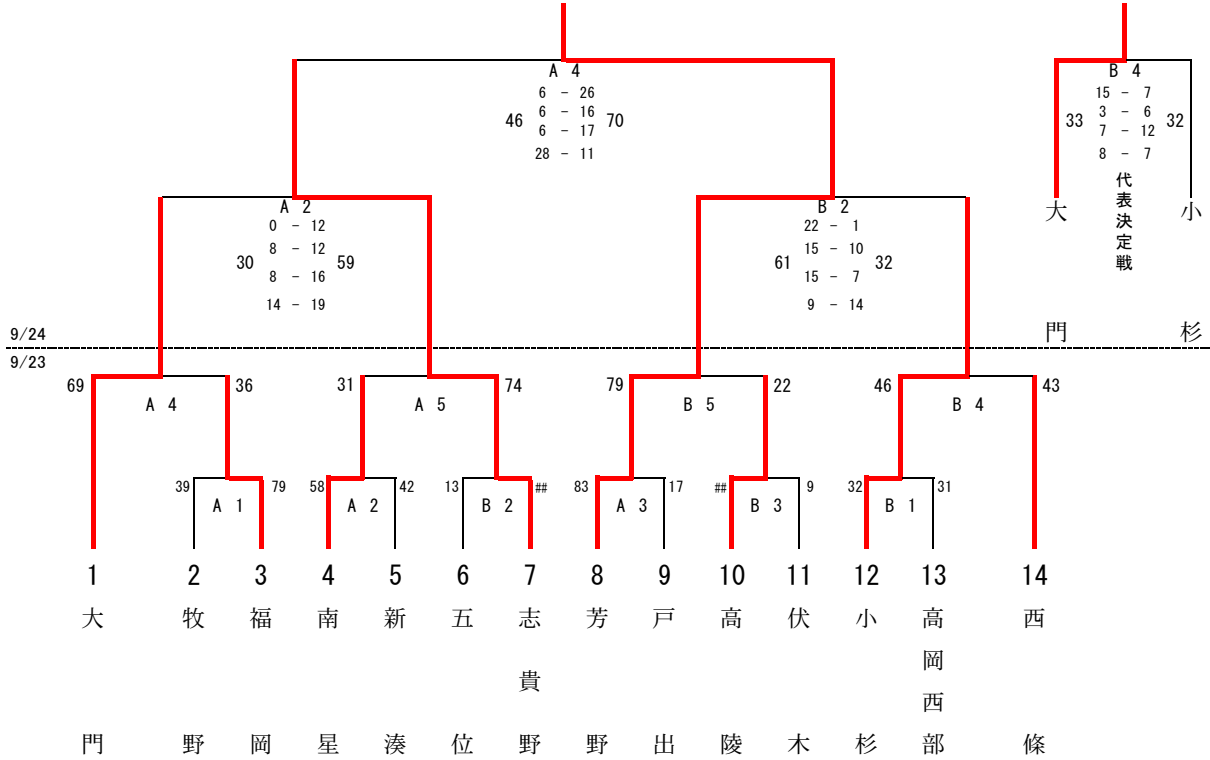 A 4
6 - 26
6 - 16
46 70
6 - 17
28 - 11
B 4
15 - 7
3 - 6
33 32
7 - 12
8 - 7
代表決定戦
大門
小杉
A 2
0 - 12
8 - 12
30 59
8 - 16
14 - 19
B 2
22 - 1
15 - 10
61 32
15 - 7
9 - 14
9/24
9/23
69 A 4 36
31 A 5 74
79 B 5 22
46 B 4 43
39 A 1 79
58 A 2 42
13 B 2 ##
83 A 3 17
## B 3 9
32 B 1 31
1 2 3 4 5 6 7 8 9 10 11 12 13 14
大門
牧野
福岡
南星
新湊
五位
志貴野
芳野
戸出
高陵
伏木
小杉
高岡西部
西條